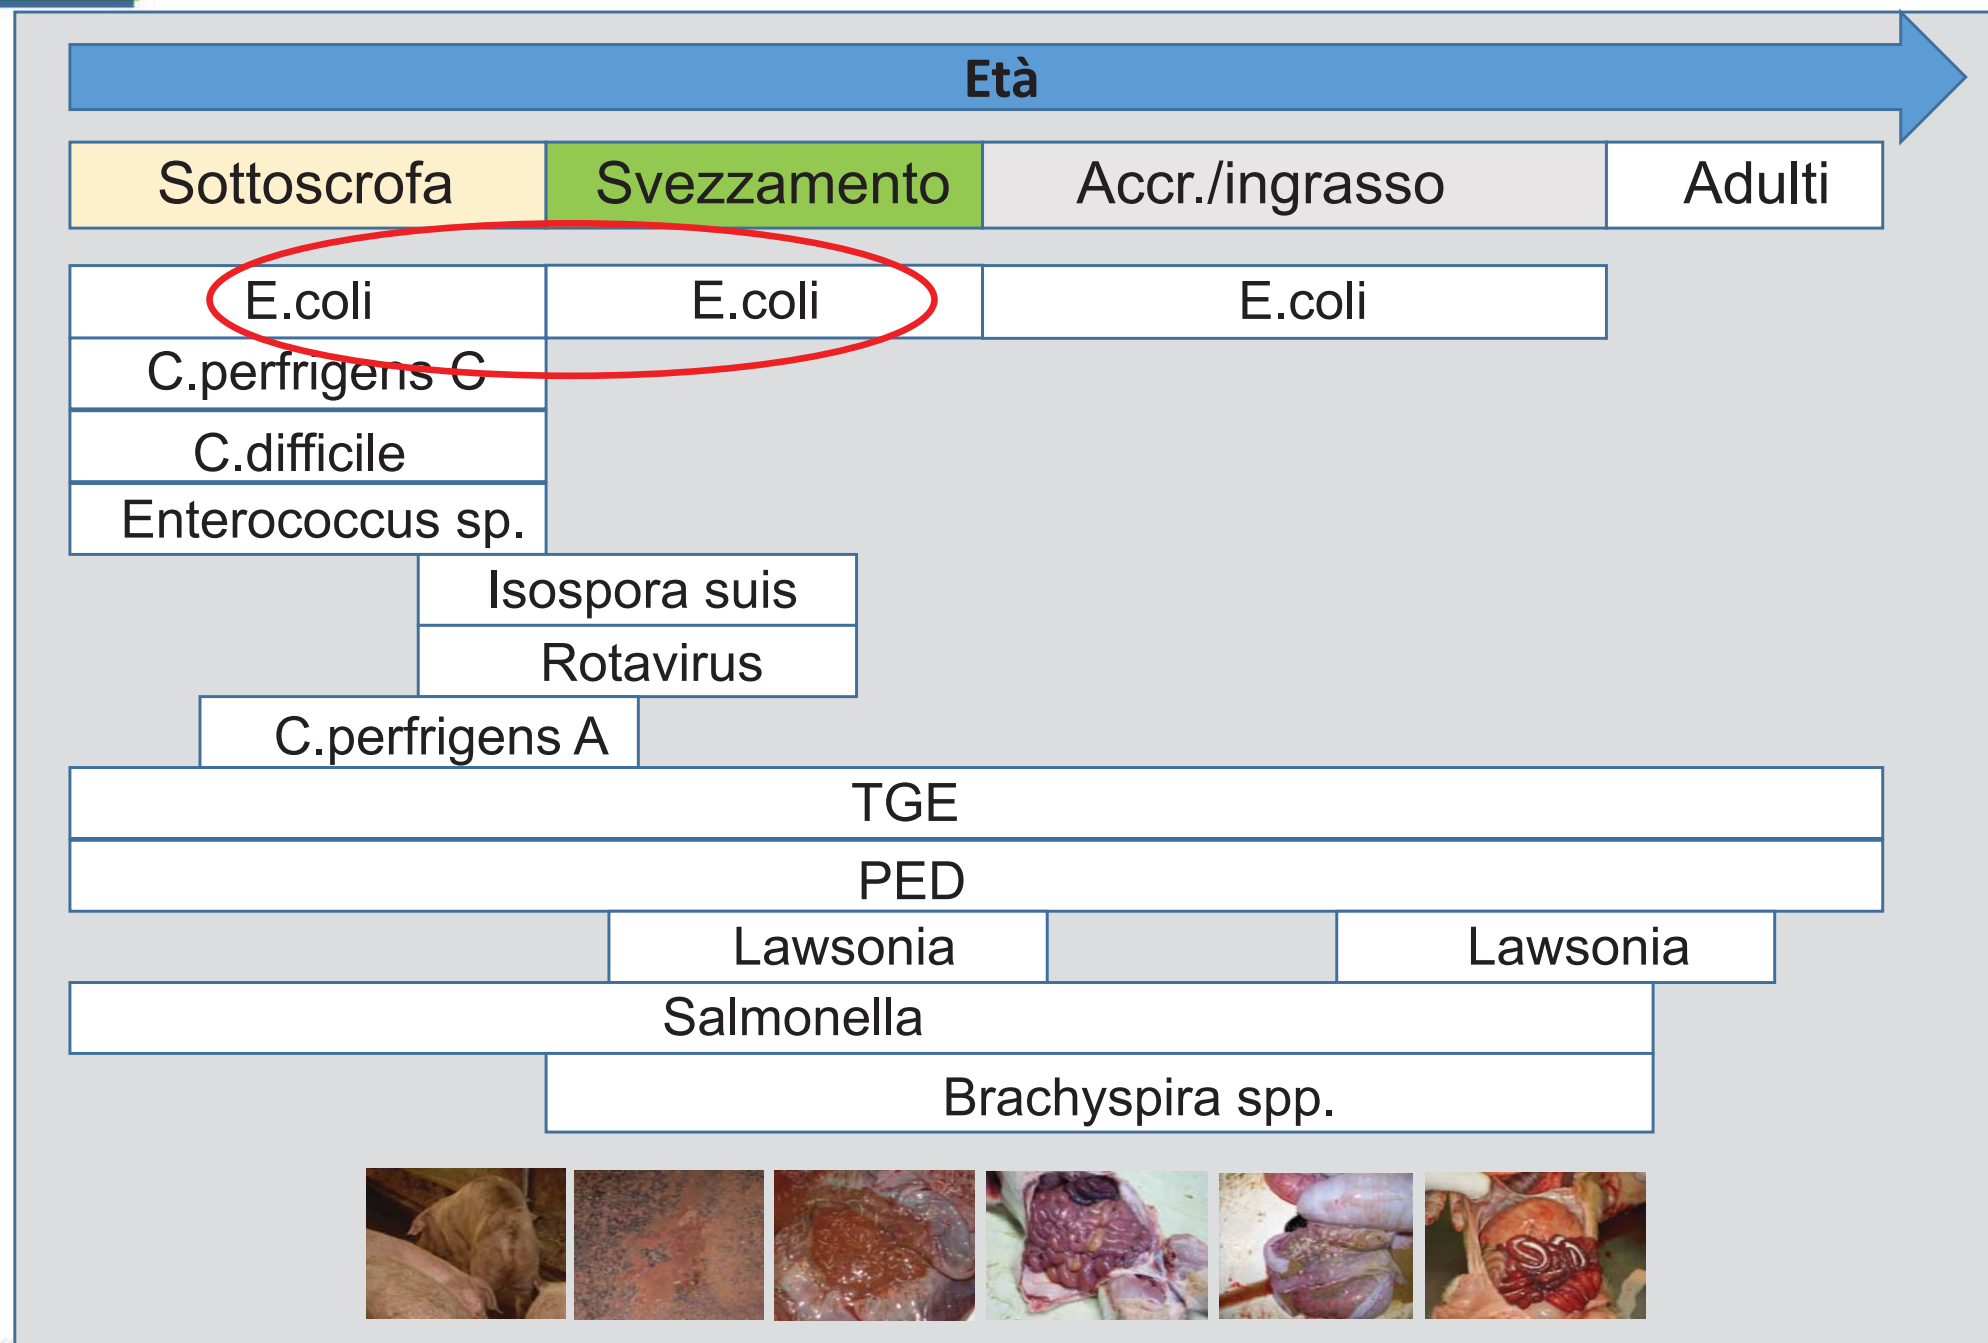 Età
Sottoscrofa Svezzamento Accr./ingrasso Adulti
E.coli E.coli E.coli
C.perfrigens C
C.difficile
Enterococcus sp.
Isospora suis
Rotavirus
C.perfrigens A
TGE
PED
Lawsonia Lawsonia
Salmonella
Brachyspira spp.